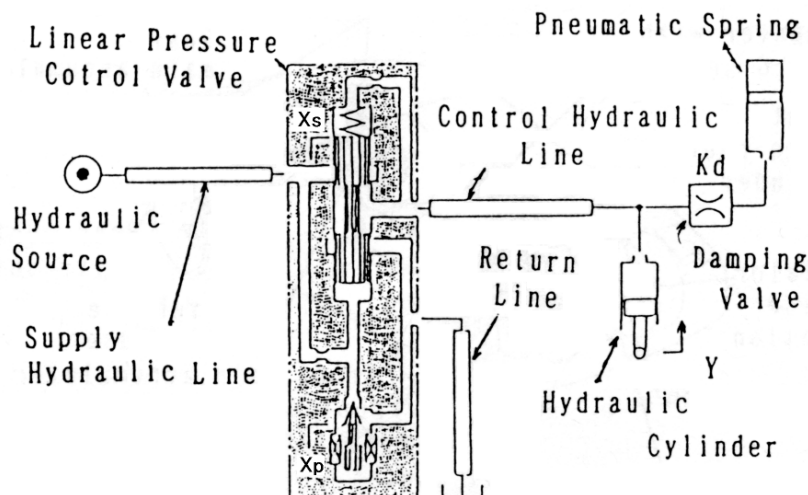 Linear Pressure
Cotrol Valve
Pneumatic Spring
Xs
Control Hydraulic
Line
Kd
Hydraulic
Source
Return
Line
Damping
Valve
Supply
Hydraulic Line
Y
Hydraulic
Cylinder
Xp